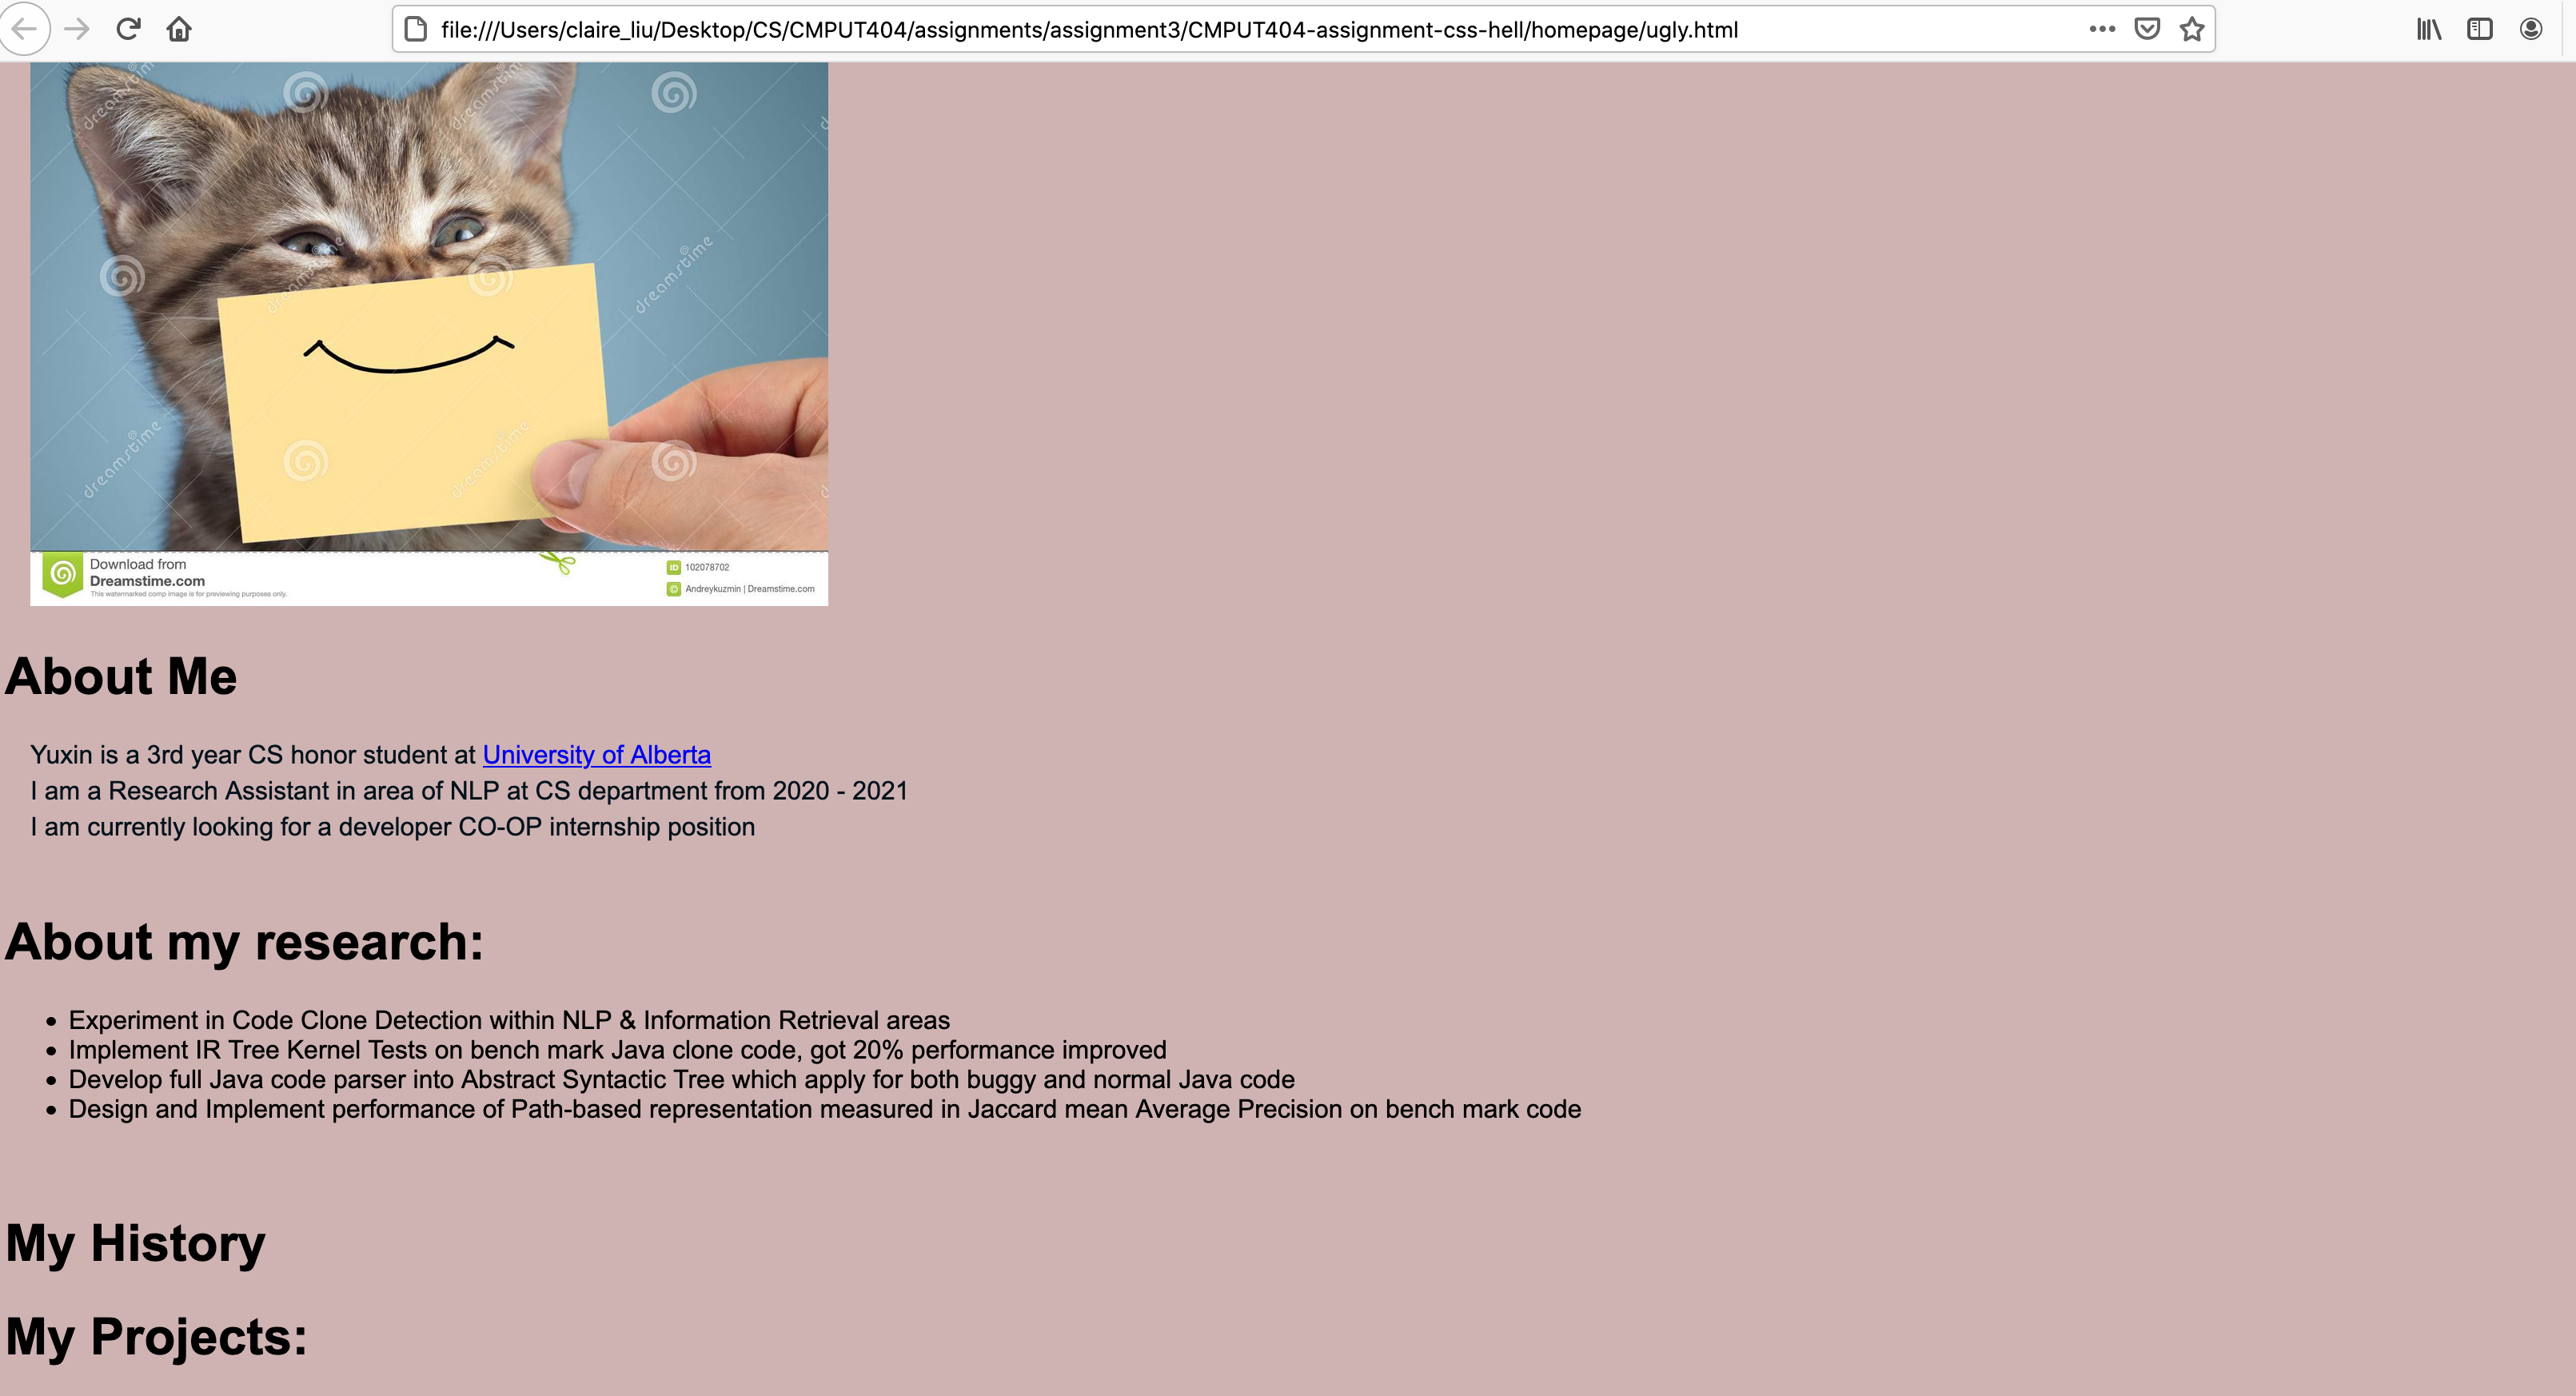 file:///Users/claire_liu/Desktop/CS/CMPUT404/assignments/assignment3/CMPUT404-assignment-css-hell/homepage/ugly.html
dreamstime
dreamstime
dreamstime
dreamstime
dreamstime
dreamstime
Download from
Dreamstime.com
This watermarked comp image is for previewing purposes only.
ID 102078702
© Andreykuzmin | Dreamstime.com
About Me
Yuxin is a 3rd year CS honor student at University of Alberta
I am a Research Assistant in area of NLP at CS department from 2020 - 2021
I am currently looking for a developer CO-OP internship position
About my research:
• Experiment in Code Clone Detection within NLP & Information Retrieval areas
• Implement IR Tree Kernel Tests on bench mark Java clone code, got 20% performance improved
• Develop full Java code parser into Abstract Syntactic Tree which apply for both buggy and normal Java code
• Design and Implement performance of Path-based representation measured in Jaccard mean Average Precision on bench mark code
My History
My Projects: